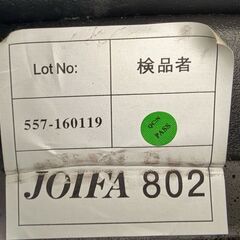 Lot No:
検品者
557-160119
PASS
JOIFA 802